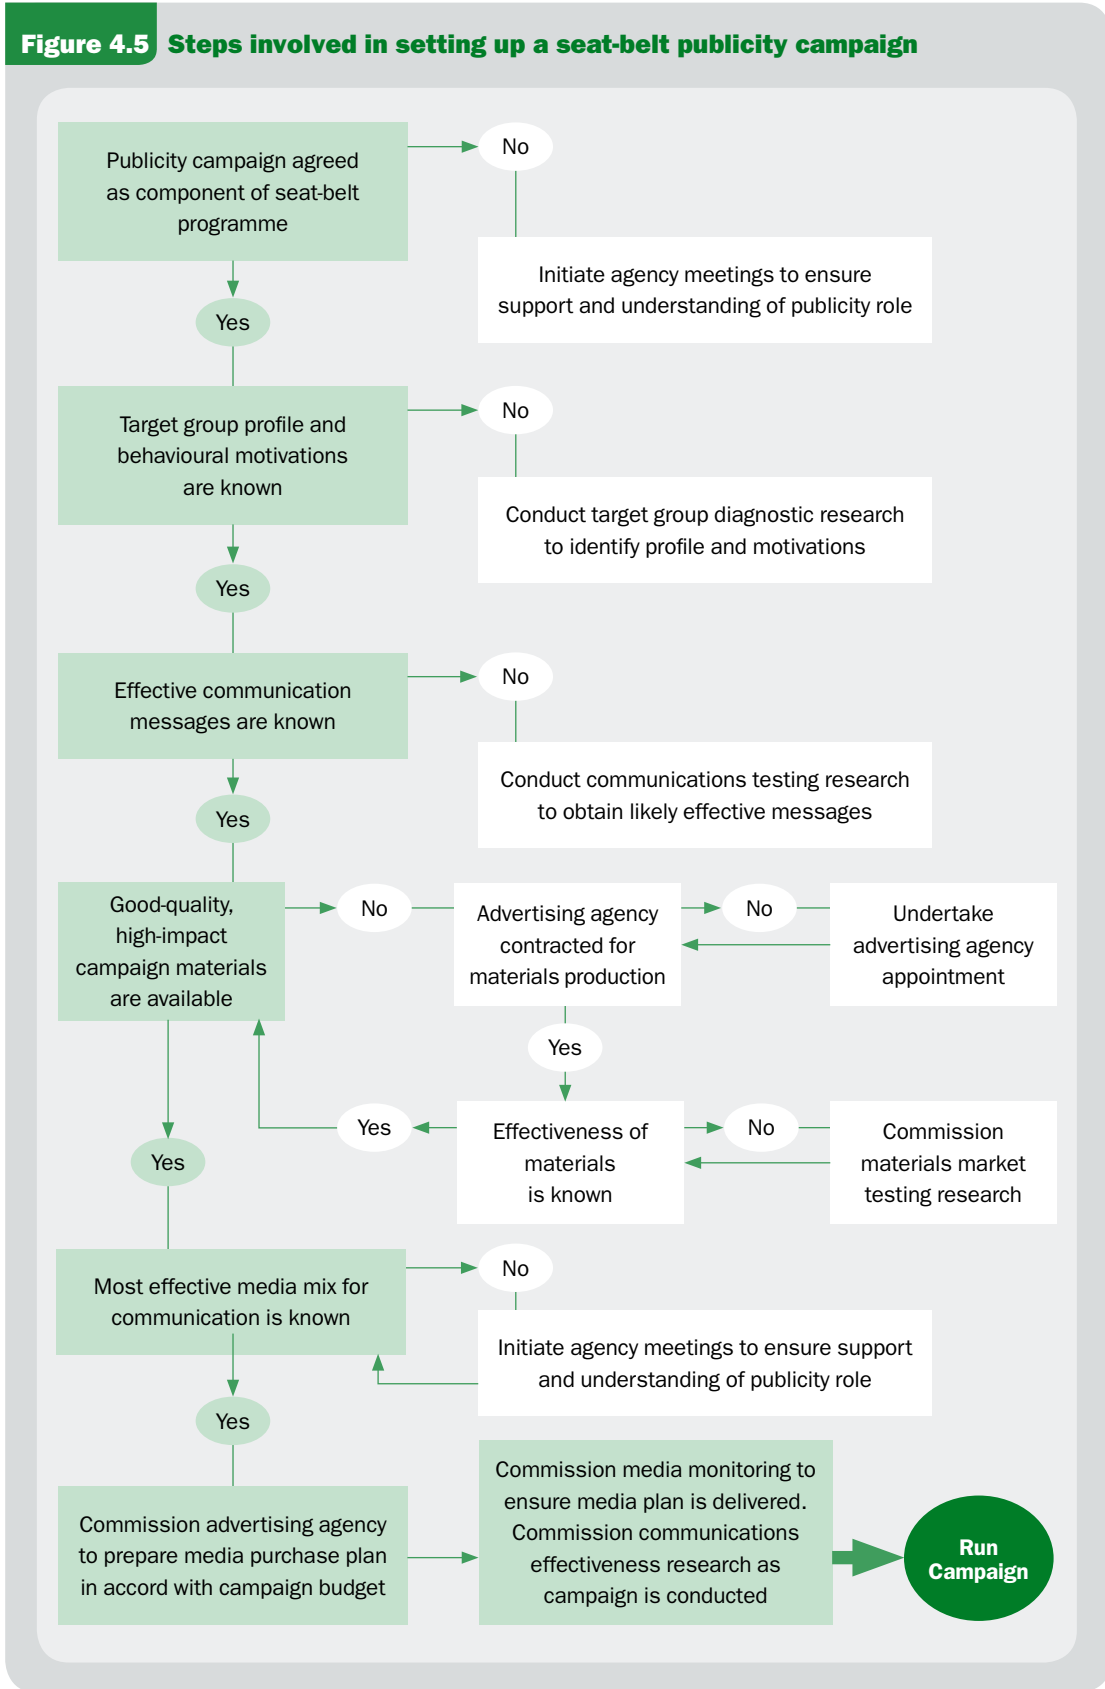 Figure 4.5 Steps involved in setting up a seat-belt publicity campaign
Publicity campaign agreed
as component of seat-belt
programme
No
Initiate agency meetings to ensure
support and understanding of publicity role
Yes
Target group profile and
behavioural motivations
are known
No
Conduct target group diagnostic research
to identify profile and motivations
Yes
Effective communication
messages are known
No
Conduct communications testing research
to obtain likely effective messages
Yes
Good-quality,
high-impact
campaign materials
are available
No
Advertising agency
contracted for
materials production
No
Undertake
advertising agency
appointment
Yes
Effectiveness of
materials
is known
No
Commission
materials market
testing research
Yes
Yes
Most effective media mix for
communication is known
No
Initiate agency meetings to ensure support
and understanding of publicity role
Yes
Commission advertising agency
to prepare media purchase plan
in accord with campaign budget
Commission media monitoring to
ensure media plan is delivered.
Commission communications
effectiveness research as
campaign is conducted
Run
Campaign